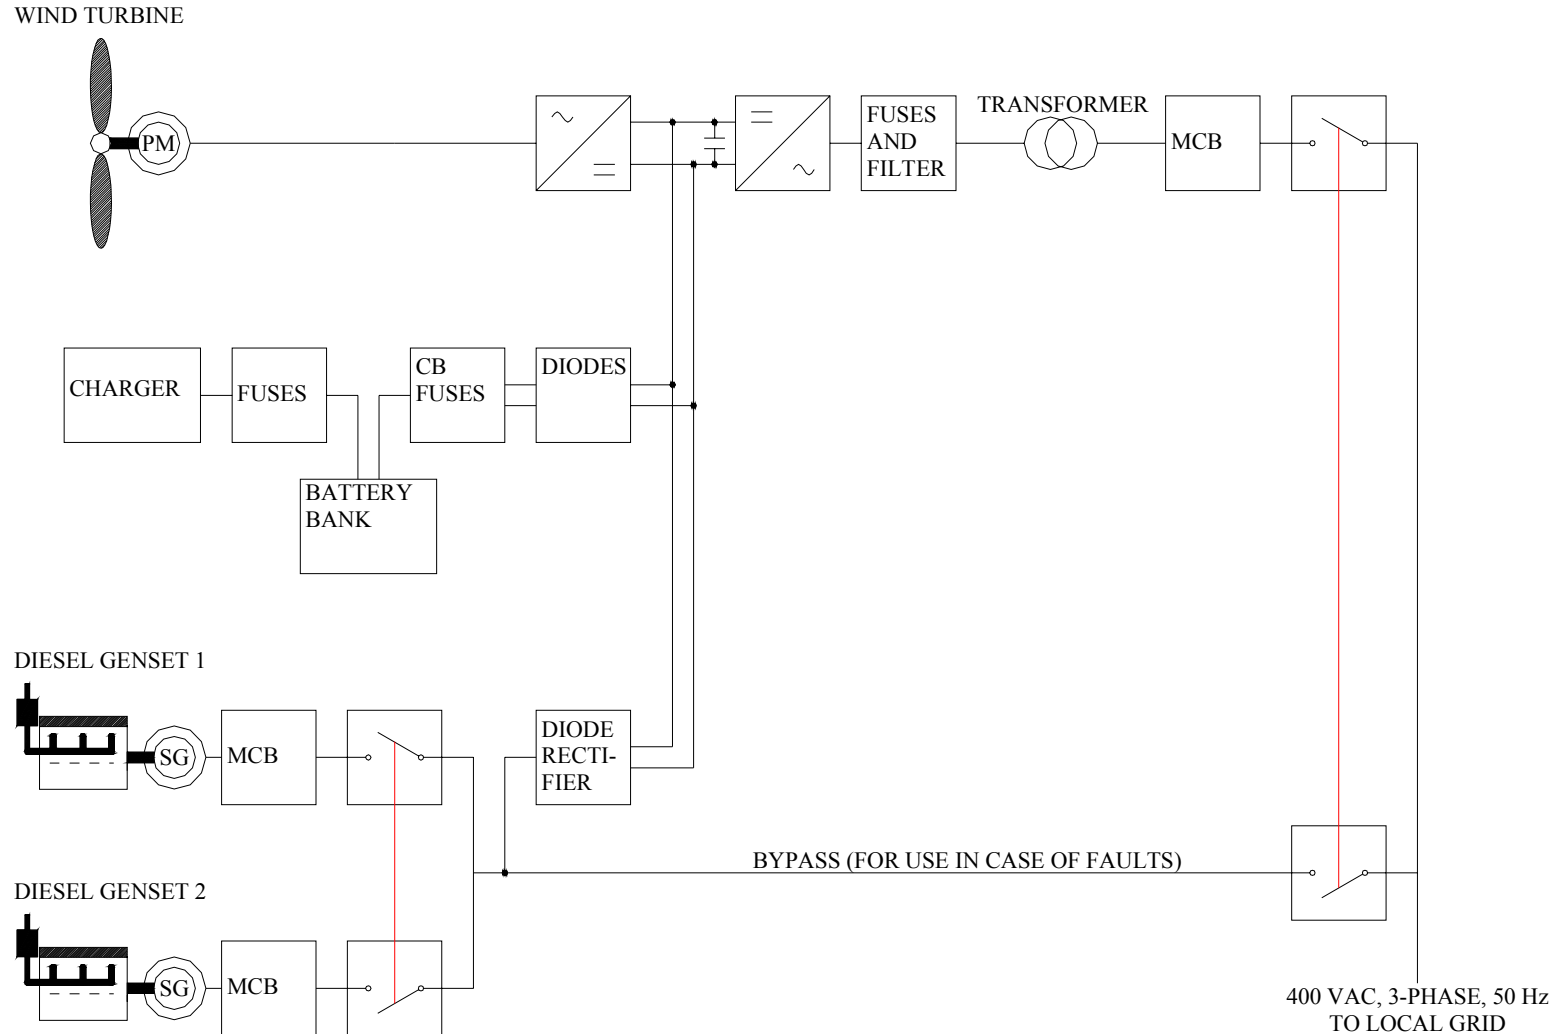 WIND TURBINE
PM
FUSES
AND
FILTER
TRANSFORMER
MCB
CHARGER
FUSES
CB
FUSES
DIODES
BATTERY
BANK
DIESEL GENSET 1
SG
MCB
DIODE
RECTI-
FIER
BYPASS (FOR USE IN CASE OF FAULTS)
DIESEL GENSET 2
SG
MCB
400 VAC, 3-PHASE, 50 Hz
TO LOCAL GRID